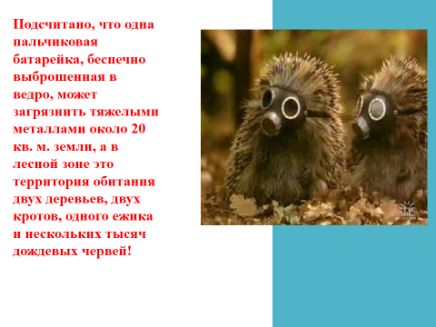 Подсчитано, что одна
пальчиковая
батарейка, беспечно
выброшенная в
ведро, может
загрязнить тяжелыми
металлами около 20
кв. м. земли, а в
лесной зоне это
территория обитания
двух деревьев, двух
кротов, одного ежика
и нескольких тысяч
дождевых червей!